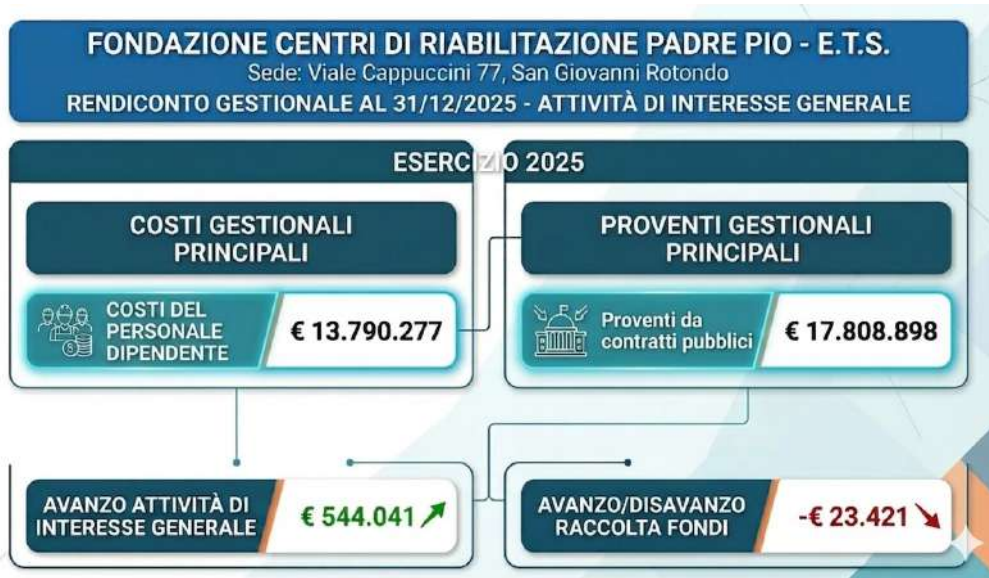 FONDAZIONE CENTRI DI RIABILITAZIONE PADRE PIO - E.T.S.
Sede: Viale Cappuccini 77, San Giovanni Rotondo
RENDICONTO GESTIONALE AL 31/12/2025 - ATTIVITÀ DI INTERESSE GENERALE
ESERCIZIO 2025
COSTI GESTIONALI
PRINCIPALI
COSTI DEL
PERSONALE
DIPENDENTE
€ 13.790.277
PROVENTI GESTIONALI
PRINCIPALI
Proventi da
contratti pubblici
€ 17.808.898
AVANZO ATTIVITÀ DI
INTERESSE GENERALE
€ 544.041
AVANZO/DISAVANZO
RACCOLTA FONDI
-€ 23.421